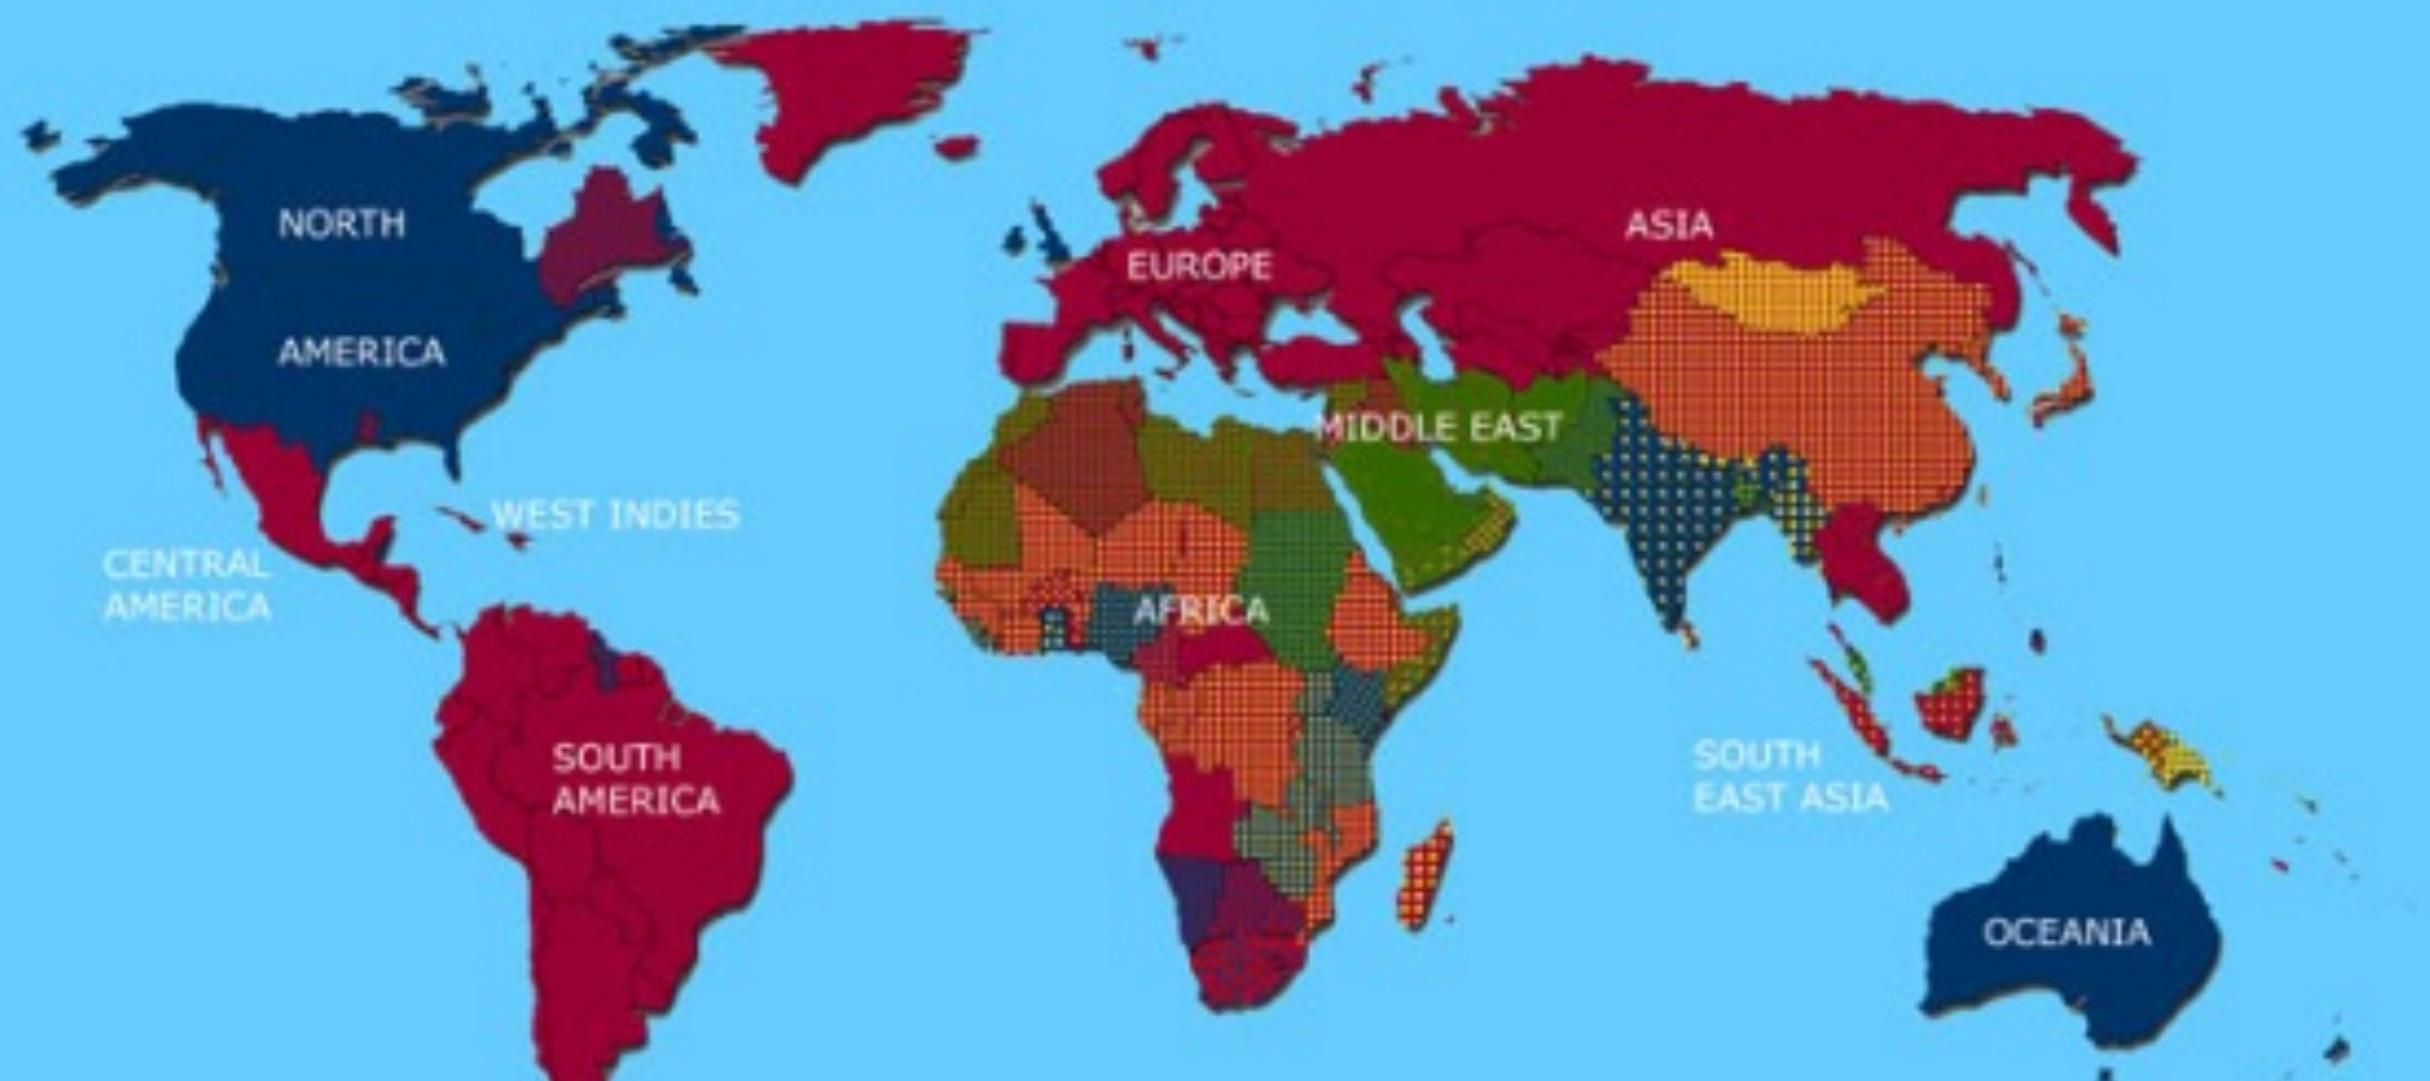 NORTH
AMERICA
WEST INDIES
CENTRAL
AMERICA
SOUTH
AMERICA
EUROPE
ASIA
MIDDLE EAST
AFRICA
SOUTH
EAST ASIA
OCEANIA